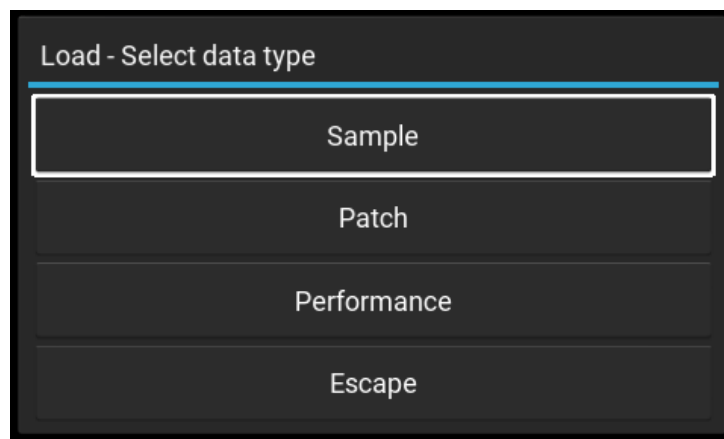 Load - Select data type
Sample
Patch
Performance
Escape